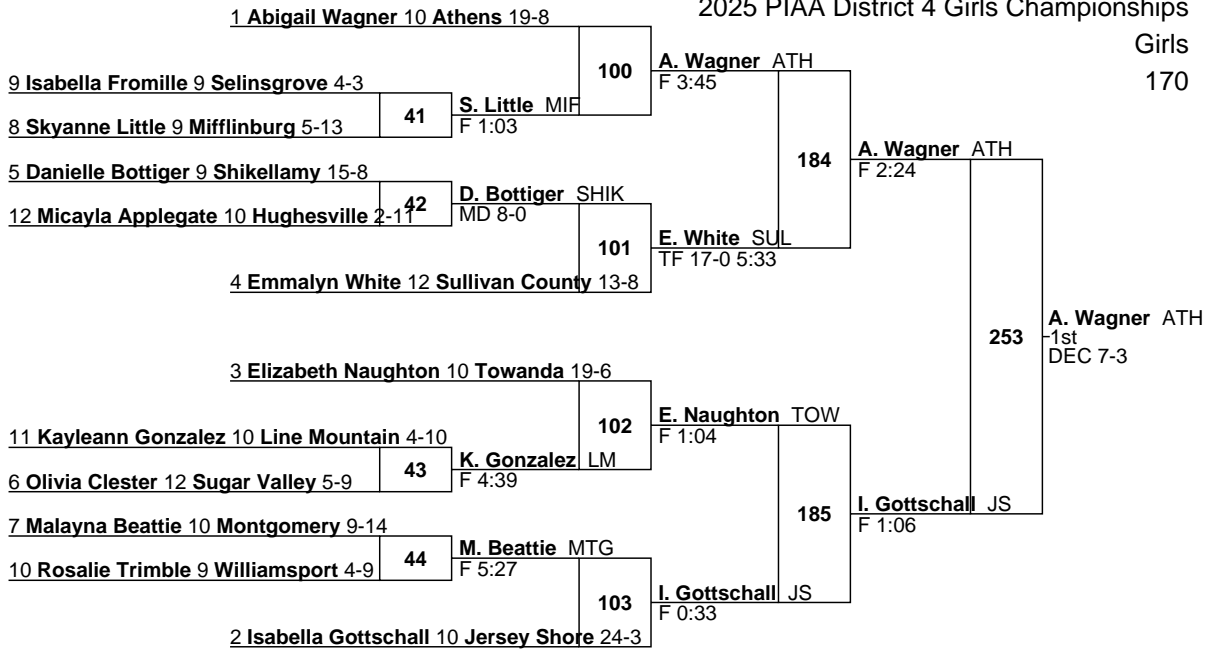 2025 PIAA District 4 Girls Championships
Girls
170
1 Abigail Wagner 10 Athens 19-8
100
A. Wagner ATH
F 3:45
9 Isabella Fromille 9 Selinsgrove 4-3
41
S. Little MIF
F 1:03
8 Skyanne Little 9 Mifflinburg 5-13
184
A. Wagner ATH
F 2:24
5 Danielle Bottiger 9 Shikellamy 15-8
42
D. Bottiger SHIK
MD 8-0
12 Micayla Applegate 10 Hughesville 2-11
101
E. White SUL
TF 17-0 5:33
4 Emmalyn White 12 Sullivan County 13-8
253
A. Wagner ATH
1st
DEC 7-3
3 Elizabeth Naughton 10 Towanda 19-6
102
E. Naughton TOW
F 1:04
11 Kayleann Gonzalez 10 Line Mountain 4-10
43
K. Gonzalez LM
F 4:39
6 Olivia Clester 12 Sugar Valley 5-9
185
I. Gottschall JS
F 1:06
7 Malayna Beattie 10 Montgomery 9-14
44
M. Beattie MTG
F 5:27
10 Rosalie Trimble 9 Williamsport 4-9
103
I. Gottschall JS
F 0:33
2 Isabella Gottschall 10 Jersey Shore 24-3